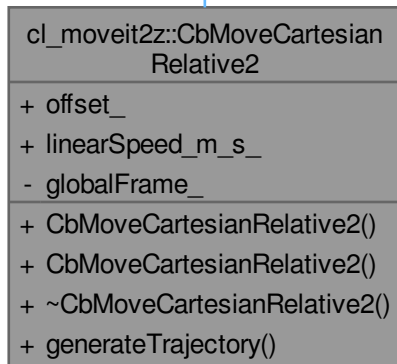 cl_moveit2z::CbMoveCartesian
Relative2
+ offset_
+ linearSpeed_m_s_
- globalFrame_
+ CbMoveCartesianRelative2()
+ CbMoveCartesianRelative2()
+ ~CbMoveCartesianRelative2()
+ generateTrajectory()